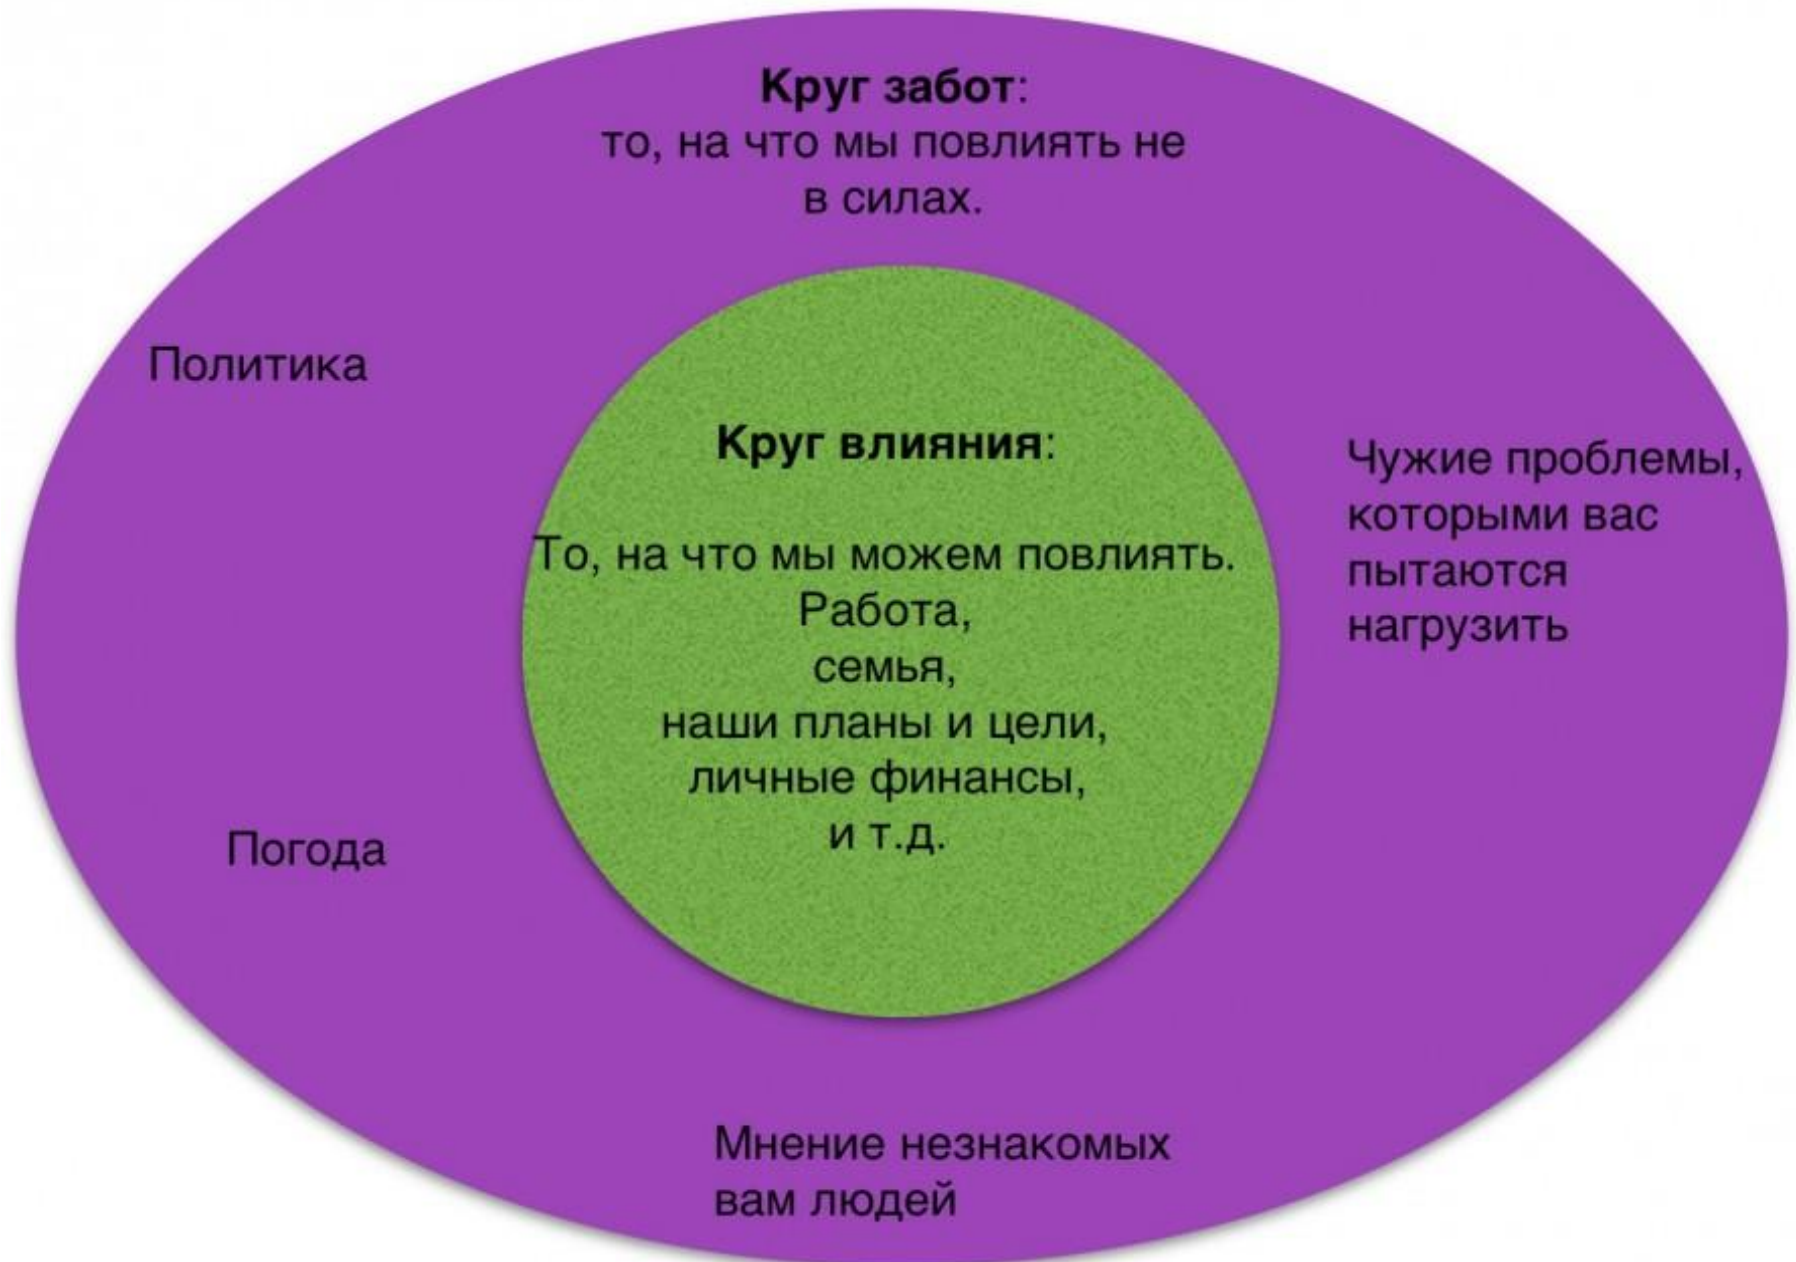 Круг забот:
то, на что мы повлиять не
в силах.
Политика
Круг влияния:
То, на что мы можем повлиять.
Работа,
семья,
наши планы и цели,
личные финансы,
и т.д.
Чужие проблемы,
которыми вас
пытаются
нагрузить
Погода
Мнение незнакомых
вам людей